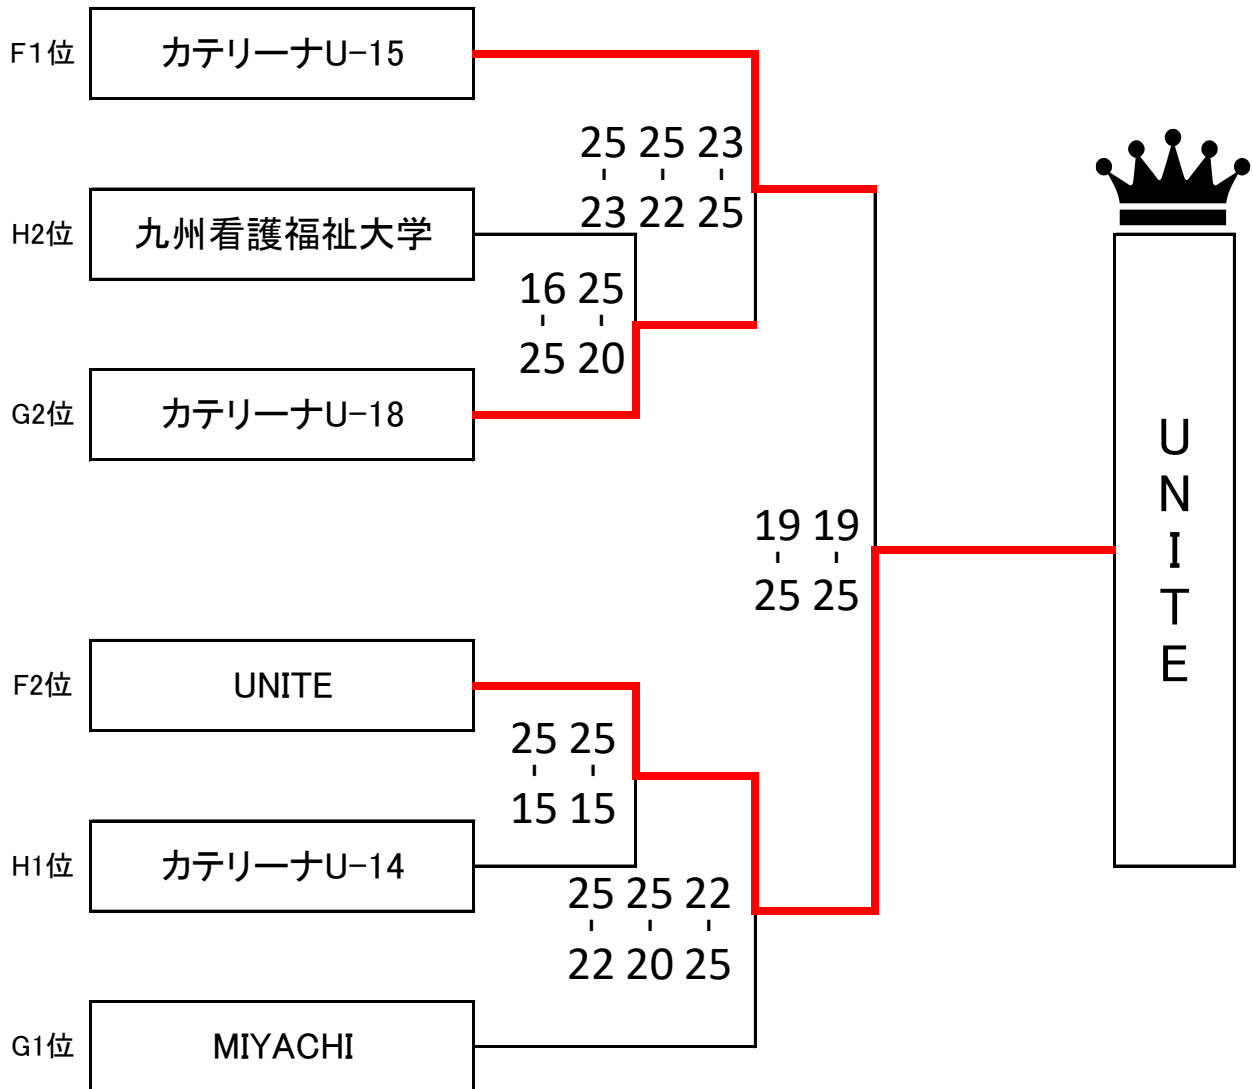 F1位 カテリーナU-15
25 25 23
- - -
23 22 25
H2位 九州看護福祉大学
16 25
- -
25 20
G2位 カテリーナU-18
19 19
- -
25 25
UNITE
F2位 UNITE
25 25
- -
15 15
H1位 カテリーナU-14
25 25 22
- - -
22 20 25
G1位 MIYACHI